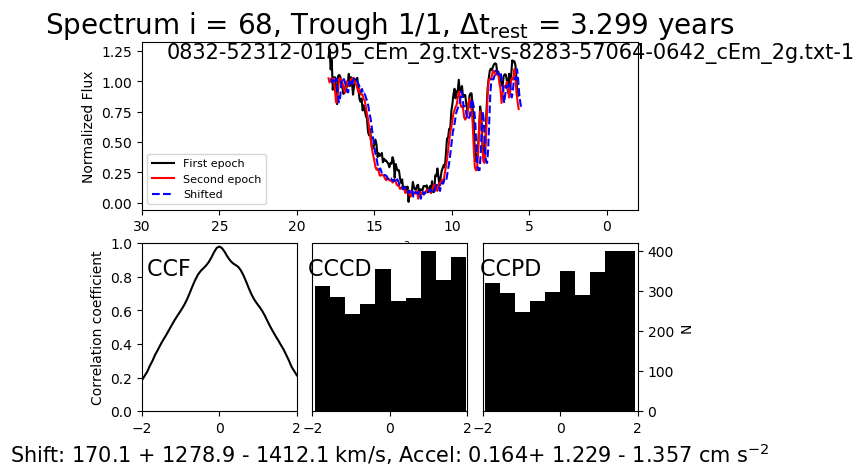 Spectrum i = 68, Trough 1/1, Δt_rest = 3.299 years
0832-52312-0195_cEm_2g.txt-vs-8283-57064-0642_cEm_2g.txt-1
Normalized Flux
1.25
1.00
0.75
0.50
0.25
0.00
First epoch
Second epoch
Shifted
30 25 20 15 10 5 0
Correlation coefficient
1.0
0.8
0.6
0.4
0.2
0.0
CCF
CCCD
CCPD
400
300
200
100
0
N
−2 0 2
−2 0 2
−2 0 2
Shift: 170.1 + 1278.9 - 1412.1 km/s, Accel: 0.164+ 1.229 - 1.357 cm s⁻²